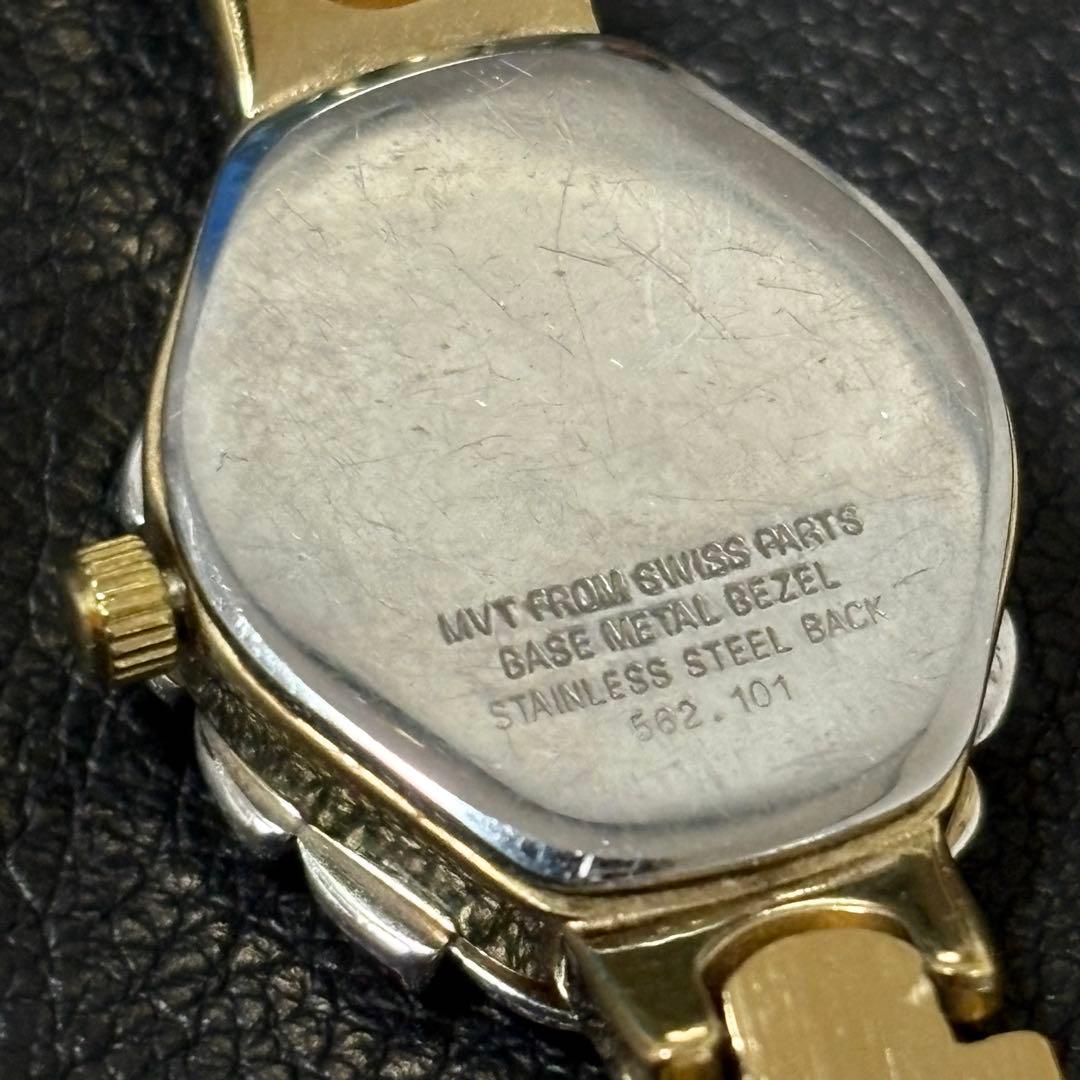 MVT FROM SWISS PARTS
BASE METAL BEZEL
STAINLESS STEEL BACK
562.101